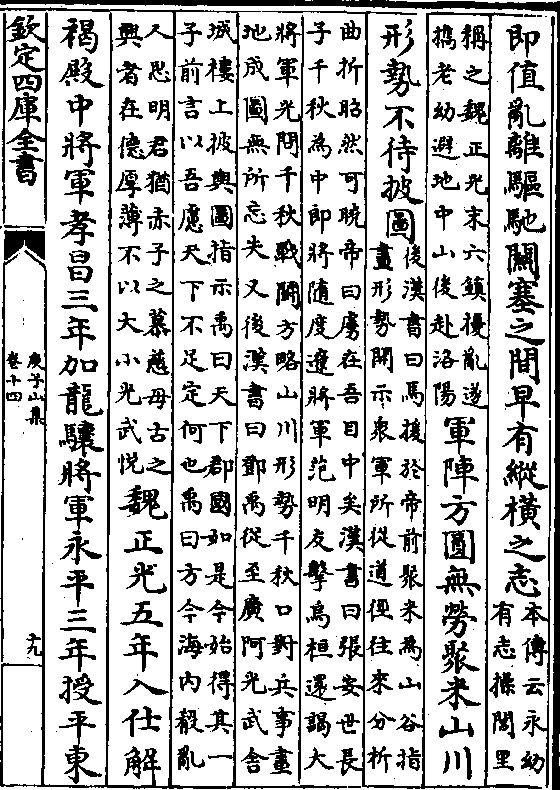 即值亂離驅馳關塞之間早有縱橫之志本傳云永幼
有志操閭里
稱之魏正光末六鎮擾亂遂
攜老幼避地中山後赴洛陽軍陣方圓無勞聚米山川
形勢不待披圖後漢書曰馬援於帝前聚米為山谷指
畫形勢開示衆軍所從道徑往來分析
曲折昭然可曉帝曰虜在吾目中矣漢書曰張安世長
子千秋為中郎將隨度遼將軍范明友擊烏桓還謁大
將軍光問千秋戰鬭方略山川形勢千秋口對兵事畫
地成圖無所忘失又後漢書曰鄧禹從至廣阿光武舍
城樓上披輿圖指示禹曰天下郡國如是今始得其一
子前言以吾慮天下不足定何也禹曰方今海内殽亂
人思明君猶赤子之慕慈母古之
興者在德厚薄不以大小光武悦魏正光五年入仕解
褐殿中將軍孝昌三年加龍驤將軍永平三年授平東
欽定四庫全書
庾子山集
卷十四
十九